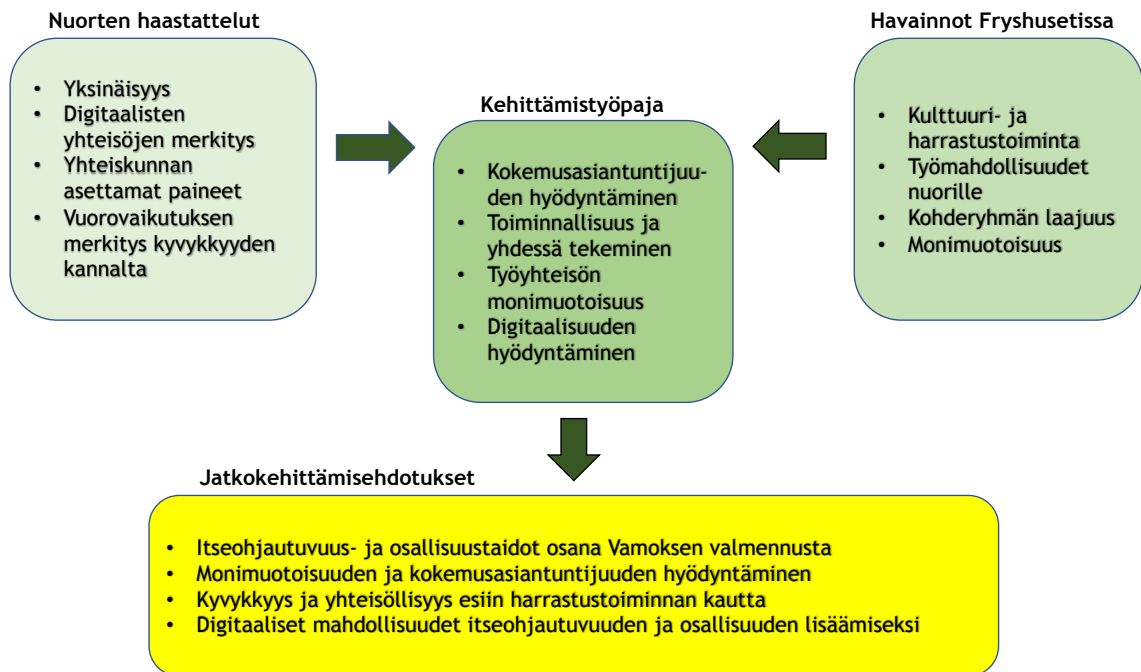 Nuorten haastattelut
• Yksinäisyys
• Digitaalisten
yhteisöjen merkitys
• Yhteiskunnan
asettamat paineet
• Vuorovaikutuksen
merkitys kyvykkyyden
kannalta
Kehittämistyöpaja
• Kokemusasiantuntijuu-
den hyödyntäminen
• Toiminnallisuus ja
yhdessä tekeminen
• Työyhteisön
monimuotoisuus
• Digitaalisuuden
hyödyntäminen
Havainnot Fryshusetissa
• Kulttuuri- ja
harrastustoiminta
• Työmahdollisuudet
nuorille
• Kohderyhmän laajuus
• Monimuotoisuus
Jatkokehittämisehdotukset
• Itseohjautuvuus- ja osallisuustaidot osana Vamoksen valmennusta
• Monimuotoisuuden ja kokemusasiantuntijuuden hyödyntäminen
• Kyvykkyys ja yhteisöllisyys esiin harrastustoiminnan kautta
• Digitaaliset mahdollisuudet itseohjautuvuuden ja osallisuuden lisäämiseksi